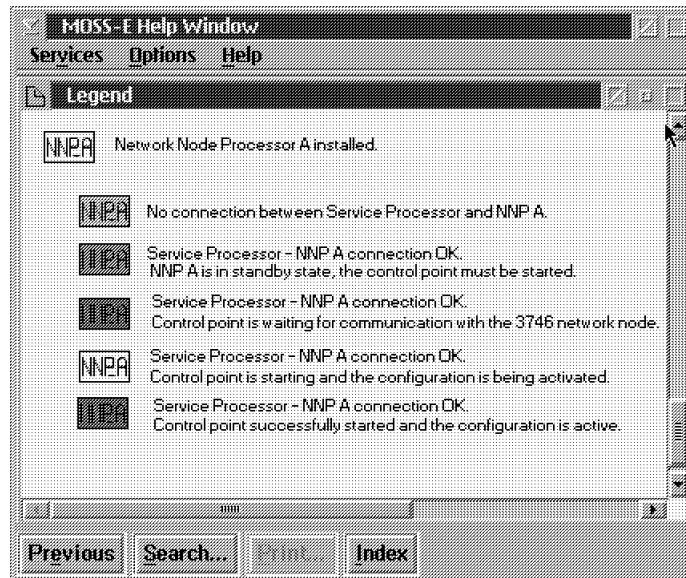 MOSS-E Help Window
Services Options Help
Legend
NNPA Network Node Processor A installed.
NNPA No connection between Service Processor and NNP A.
NNPA Service Processor - NNP A connection OK.
NNP A is in standby state, the control point must be started.
NNPA Service Processor - NNP A connection OK.
Control point is waiting for communication with the 3746 network node.
NNPA Service Processor - NNP A connection OK.
Control point is starting and the configuration is being activated.
NNPA Service Processor - NNP A connection OK.
Control point successfully started and the configuration is active.
Previous Search... Print... Index